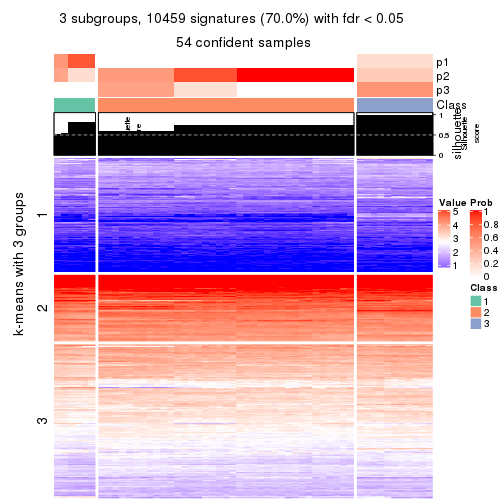 3 subgroups, 10459 signatures (70.0%) with fdr < 0.05
54 confident samples
p1
p2
p3
Class
1
0.5
0
silhouette
Silhouette
score
k-means with 3 groups
1
2
3
Value
5
4
3
2
1
Prob
1
0.8
0.6
0.4
0.2
0
Class
1
2
3